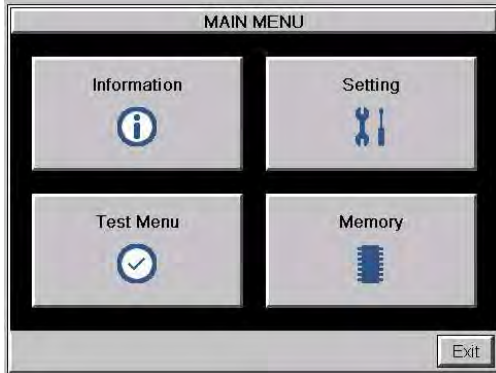 MAIN MENU
Information
Setting
Test Menu
Memory
Exit